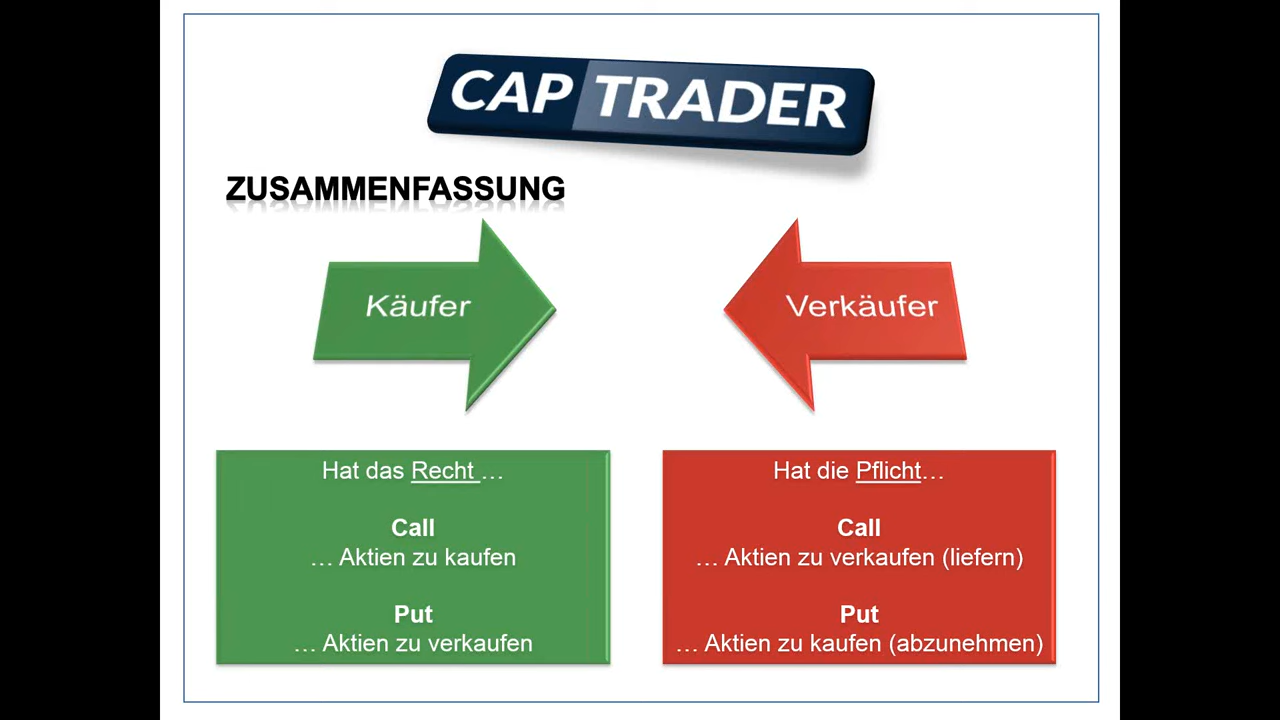 CAP TRADER
ZUSAMMENFASSUNG
Käufer
Verkäufer
Hat das Recht …
Call
… Aktien zu kaufen
Put
… Aktien zu verkaufen
Hat die Pflicht…
Call
… Aktien zu verkaufen (liefern)
Put
… Aktien zu kaufen (abzunehmen)